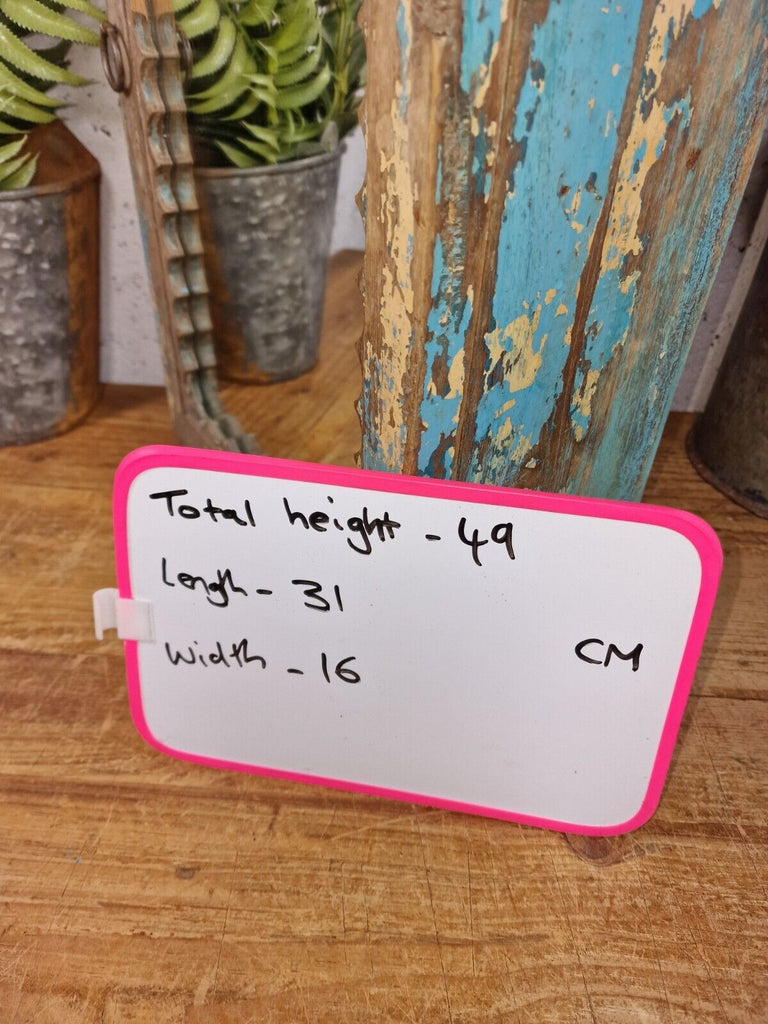 Total height - 49
Length - 31
Width - 16
CM